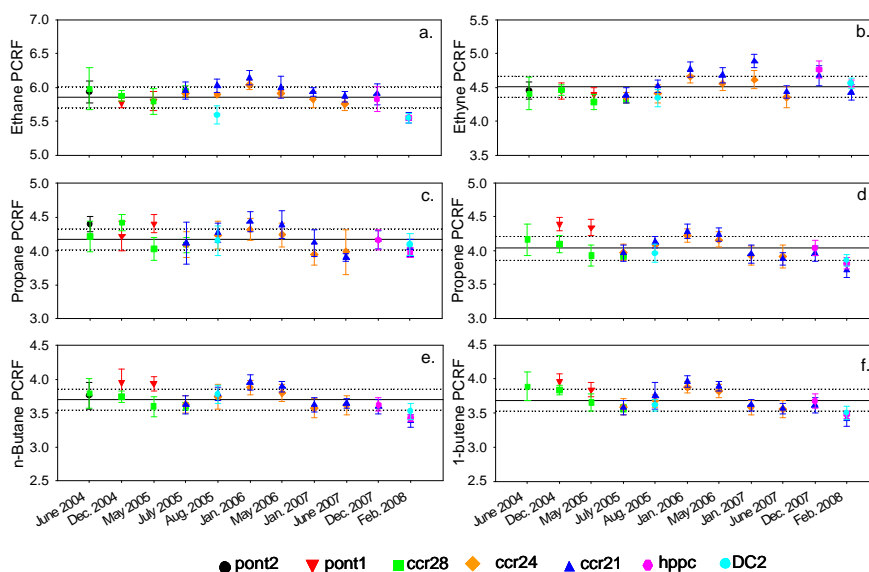 a.
Ethane PCRF
7.0
6.5
6.0
5.5
5.0
b.
Ethyne PCRF
5.5
5.0
4.5
4.0
3.5
c.
Propane PCRF
5.0
4.5
4.0
3.5
3.0
d
Propene PCRF
5.0
4.5
4.0
3.5
3.0
e.
n-Butane PCRF
4.5
4.0
3.5
3.0
2.5
f.
1-butene PCRF
4.5
4.0
3.5
3.0
2.5
June 2004
Dec. 2004
May 2005
July 2005
Aug. 2005
Jan. 2006
May 2006
Jan. 2007
June 2007
Dec. 2007
Feb. 2008
June 2004
Dec. 2004
May 2005
July 2005
Aug. 2005
Jan. 2006
May 2006
Jan. 2007
June 2007
Dec. 2007
Feb. 2008
pont2 pont1 ccr28 ccr24 ccr21 hppc DC2